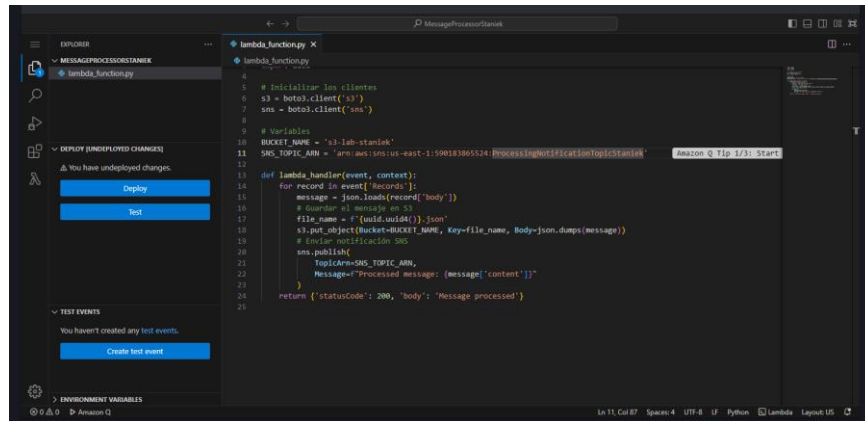 MessageProcessorStaniek
EXPLORER
lambda_function.py
MESSAGEPROCESSORSTANIEK
lambda_function.py
lambda_function.py
4
5 # Inicializar los clientes
6 s3 = boto3.client('s3')
7 sns = boto3.client('sns')
8
9 # Variables
10 BUCKET_NAME = 's3-lab-staniek'
11 SNS_TOPIC_ARN = 'arn:aws:sns:us-east-1:590183865524:ProcessingNotificationTopicStaniek' Amazon Q Tip 1/3: Start
12
13 def lambda_handler(event, context):
14 for record in event['Records']:
15 message = json.loads(record['body'])
16 # Guardar el mensaje en S3
17 file_name = f'{uuid.uuid4()}.json'
18 s3.put_object(Bucket=BUCKET_NAME, Key=file_name, Body=json.dumps(message))
19 # Enviar notificación SNS
20 sns.publish(
21 TopicArn=SNS_TOPIC_ARN,
22 Message=f"Processed message: {message['content']}"
23 )
24 return {'statusCode': 200, 'body': 'Message processed'}
25
DEPLOY [UNDEPLOYED CHANGES]
You have undeployed changes.
Deploy
Test
TEST EVENTS
You haven't created any test events.
Create test event
ENVIRONMENT VARIABLES
0 0 Amazon Q
Ln 11, Col 87 Spaces: 4 UTF-8 LF Python Lambda Layout: US